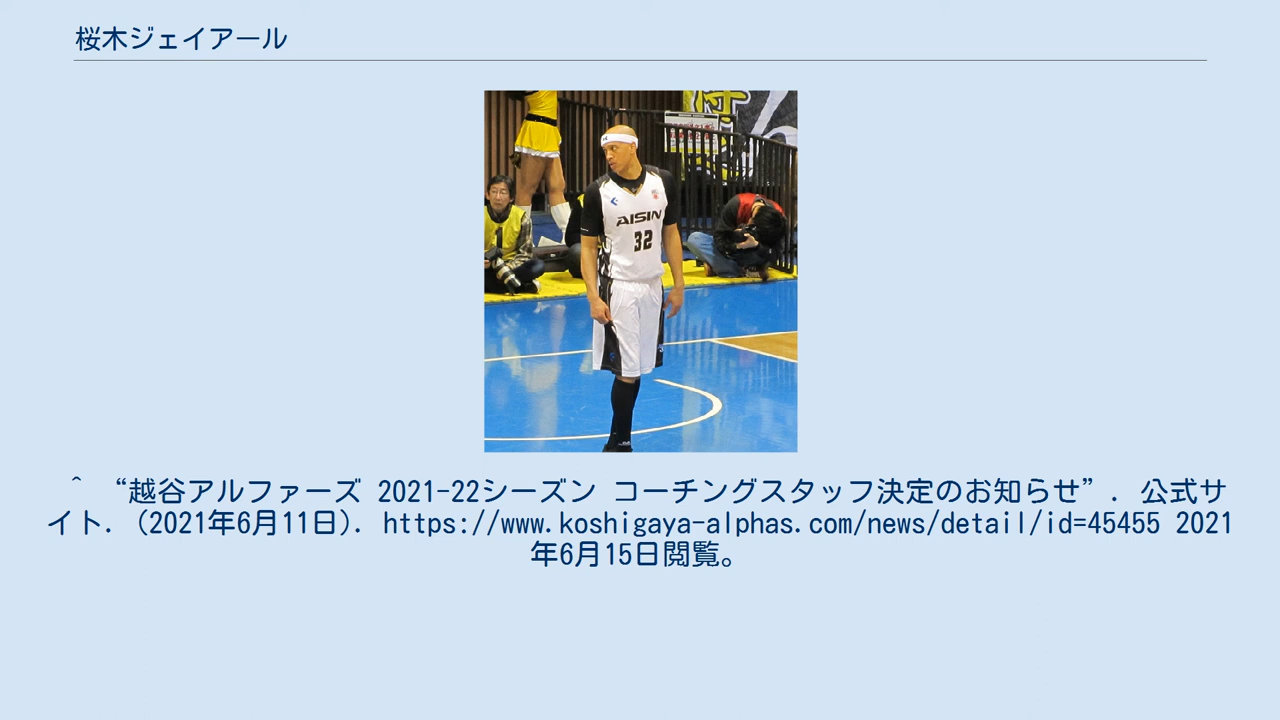 桜木ジェイアール
AISIN
32
^ “越谷アルファーズ 2021-22シーズン コーチングスタッフ決定のお知らせ”. 公式サ
イト. (2021年6月11日). https://www.koshigaya-alphas.com/news/detail/id=45455 2021
年6月15日閲覧。